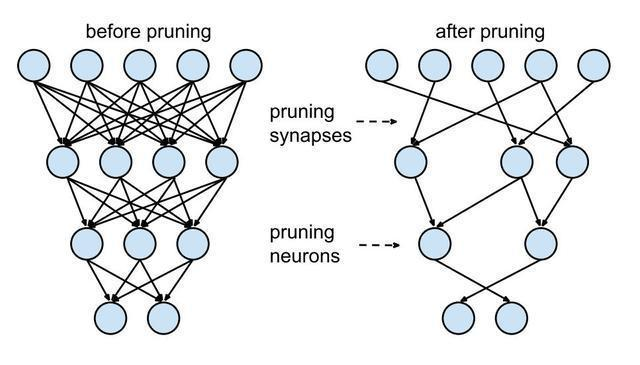 before pruning
after pruning
pruning
synapses
pruning
neurons